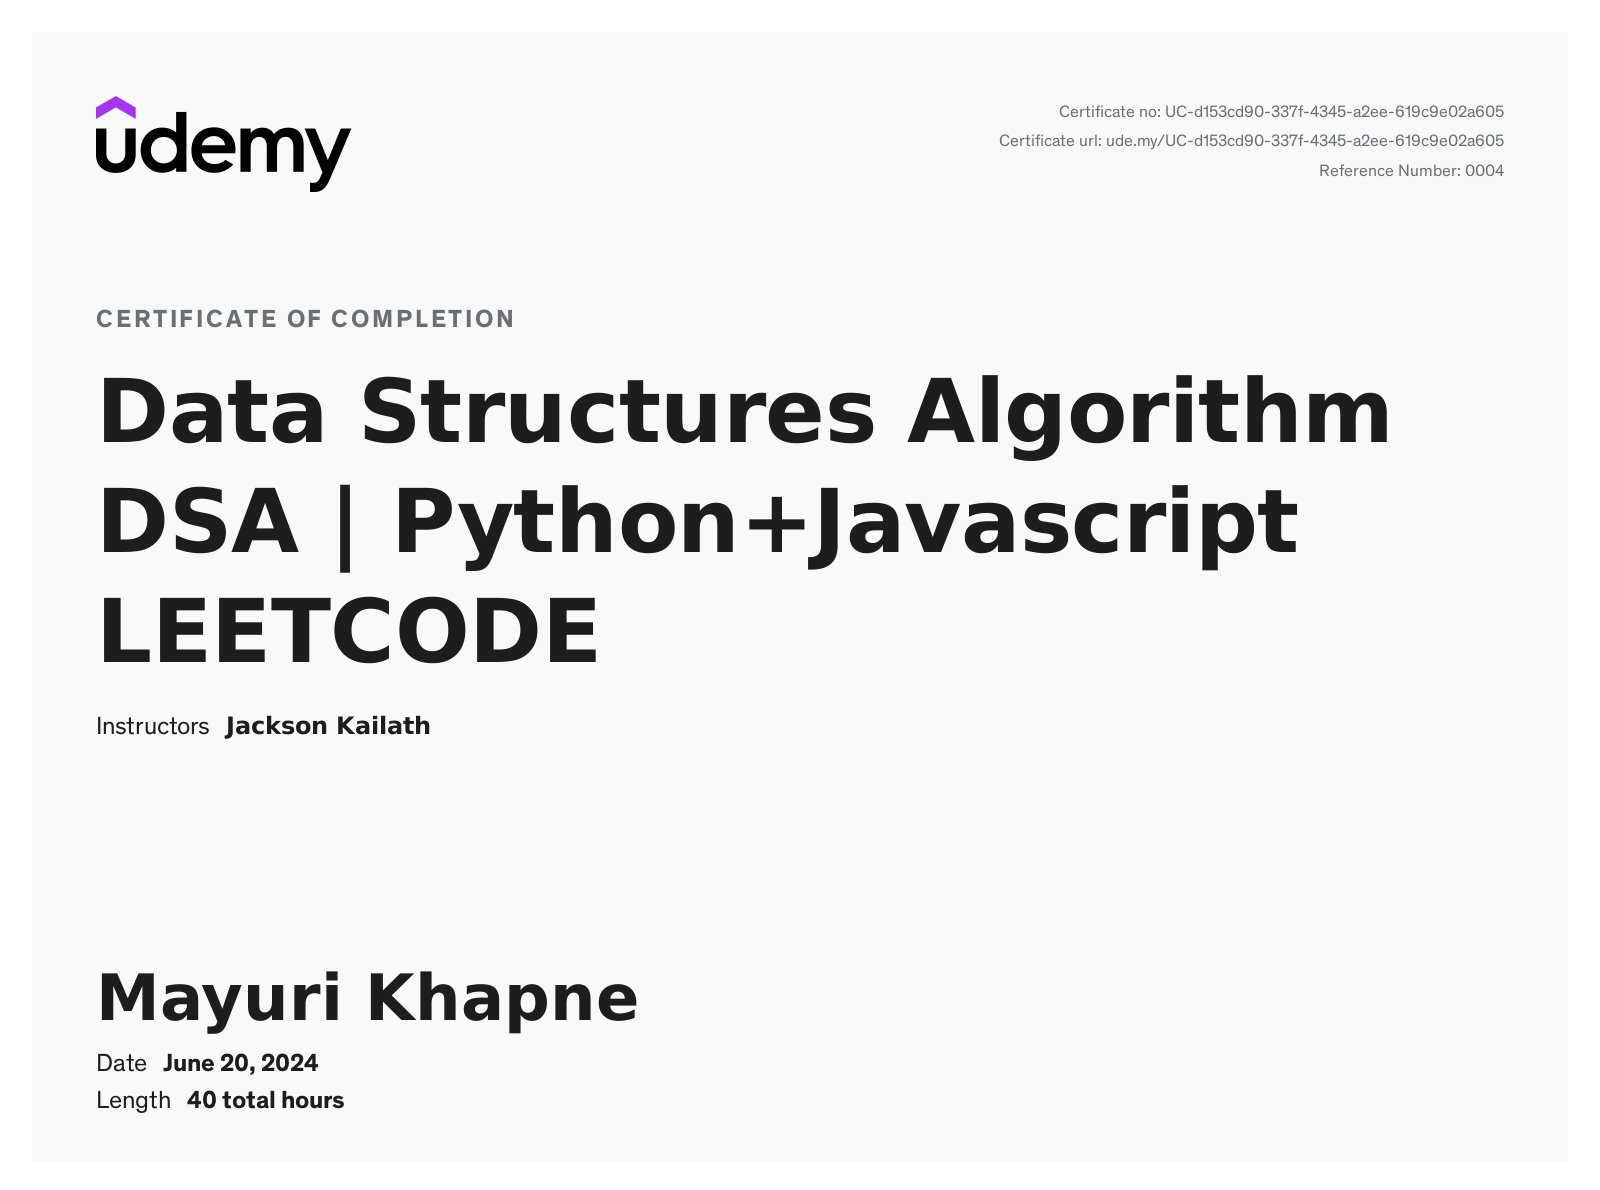 udemy
Certificate no: UC-d153cd90-337f-4345-a2ee-619c9e02a605
Certificate url: ude.my/UC-d153cd90-337f-4345-a2ee-619c9e02a605
Reference Number: 0004
CERTIFICATE OF COMPLETION
Data Structures Algorithm
DSA | Python+Javascript
LEETCODE
Instructors Jackson Kailath
Mayuri Khapne
Date June 20, 2024
Length 40 total hours